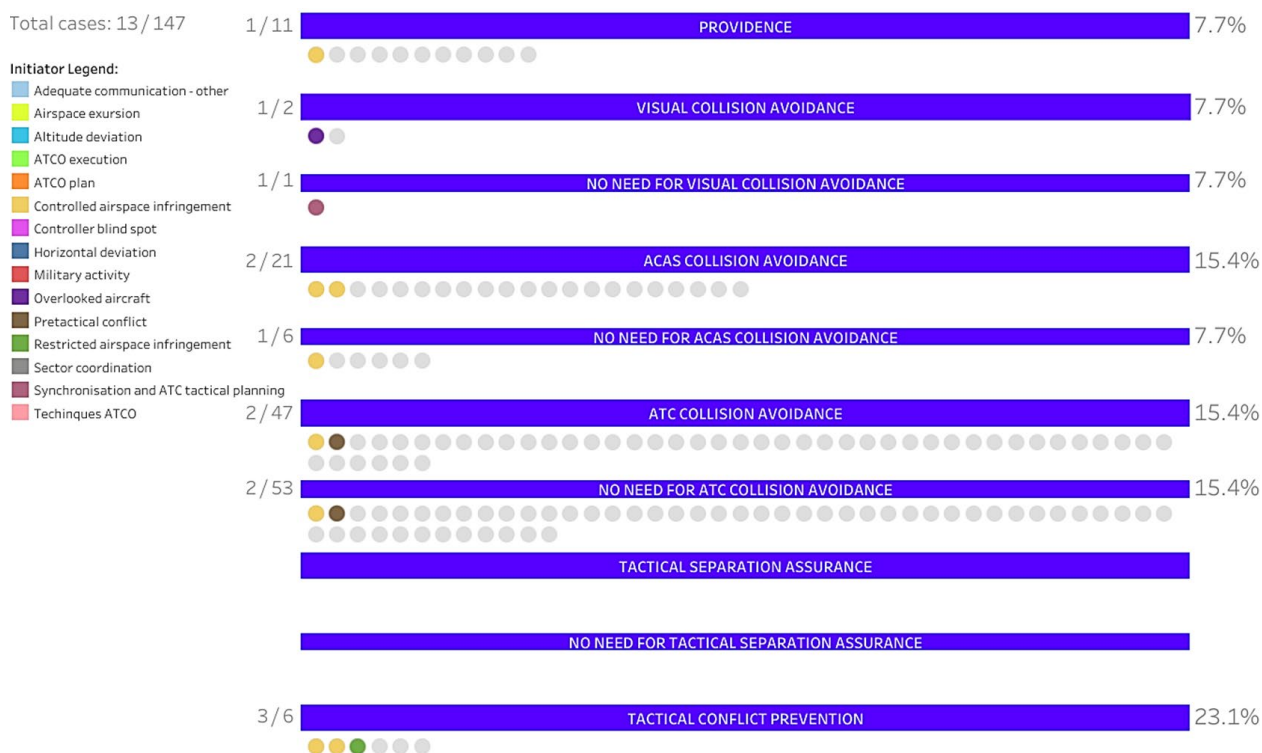 Total cases: 13 / 147
Initiator Legend:
Adequate communication - other
Airspace exursion
Altitude deviation
ATCO execution
ATCO plan
Controlled airspace infringement
Controller blind spot
Horizontal deviation
Military activity
Overlooked aircraft
Pretactical conflict
Restricted airspace infringement
Sector coordination
Synchronisation and ATC tactical planning
Techinques ATCO
1 / 11 PROVIDENCE 7.7%
1 / 2 VISUAL COLLISION AVOIDANCE 7.7%
1 / 1 NO NEED FOR VISUAL COLLISION AVOIDANCE 7.7%
2 / 21 ACAS COLLISION AVOIDANCE 15.4%
1 / 6 NO NEED FOR ACAS COLLISION AVOIDANCE 7.7%
2 / 47 ATC COLLISION AVOIDANCE 15.4%
2 / 53 NO NEED FOR ATC COLLISION AVOIDANCE 15.4%
TACTICAL SEPARATION ASSURANCE
NO NEED FOR TACTICAL SEPARATION ASSURANCE
3 / 6 TACTICAL CONFLICT PREVENTION 23.1%